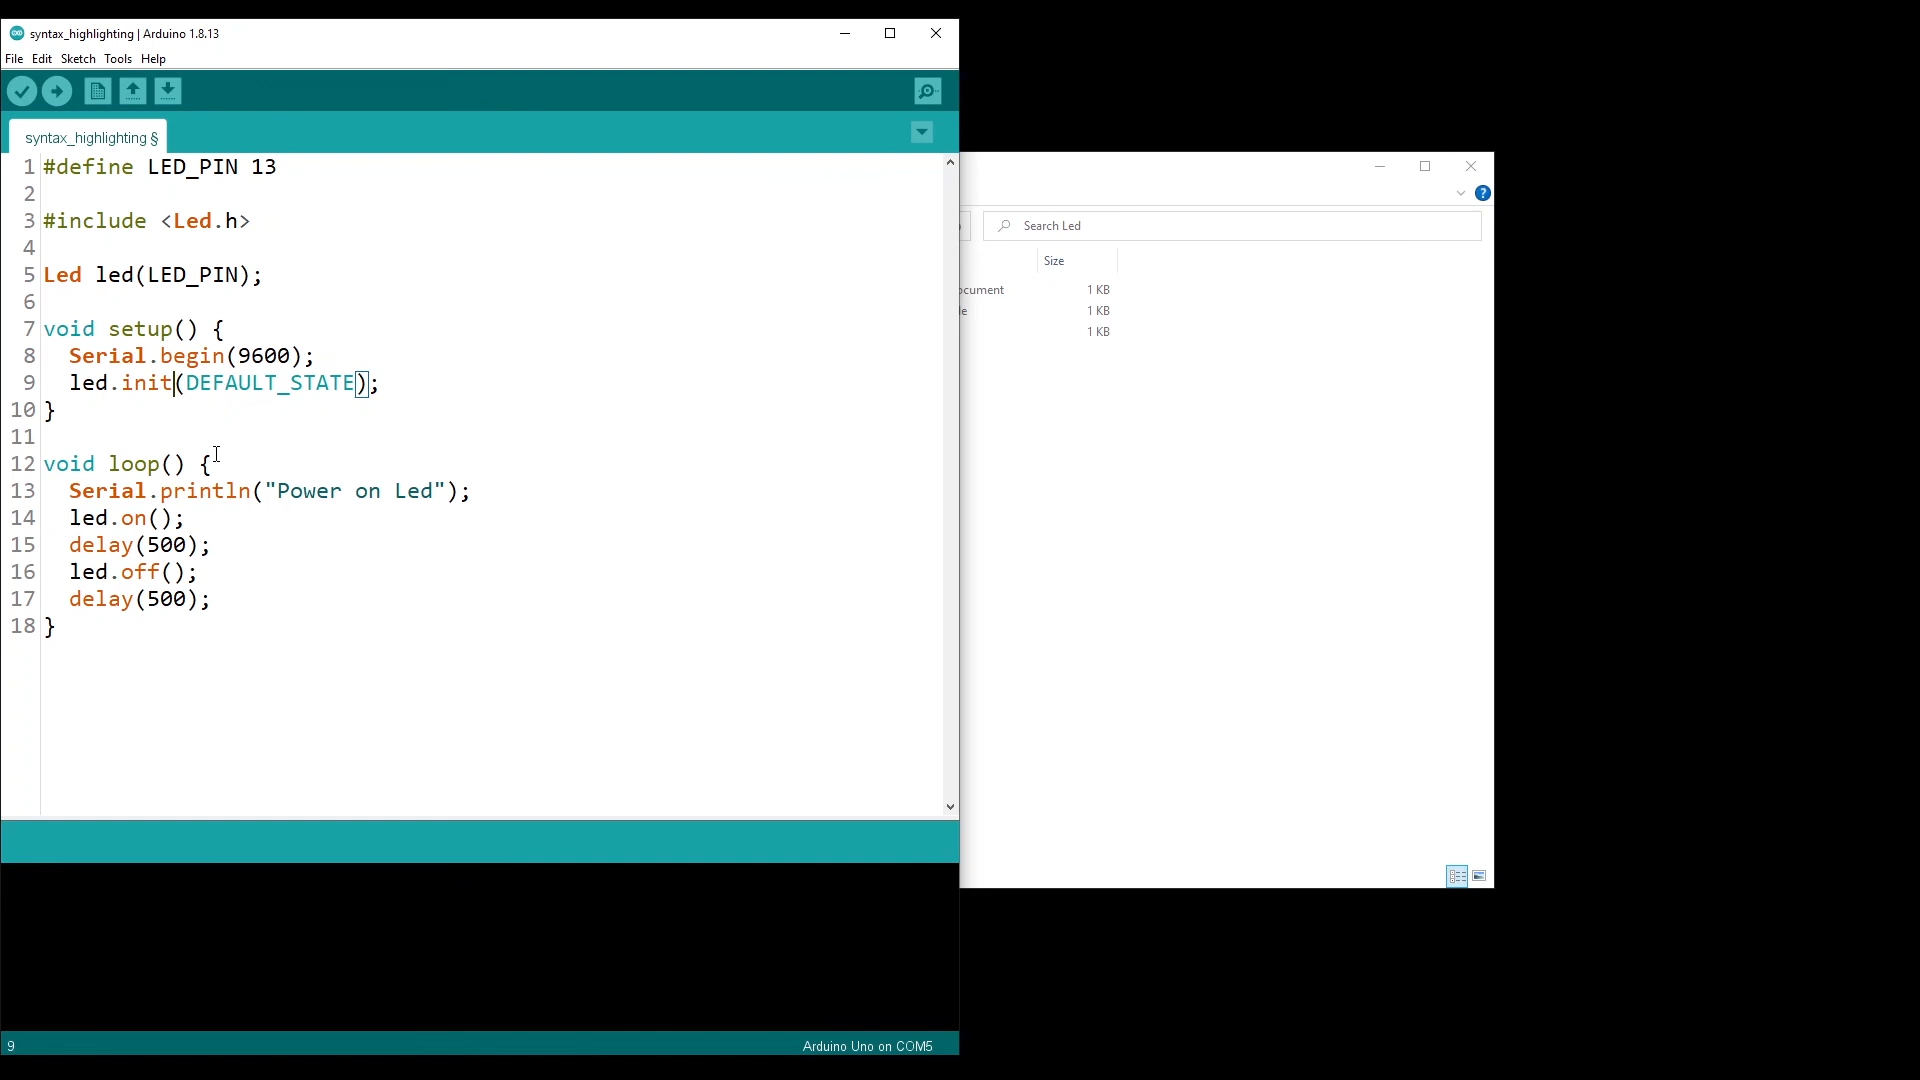 syntax_highlighting | Arduino 1.8.13
File Edit Sketch Tools Help
syntax_highlighting §
1 #define LED_PIN 13
2
3 #include <Led.h>
4
5 Led led(LED_PIN);
6
7 void setup() {
8 Serial.begin(9600);
9 led.init(DEFAULT_STATE);
10 }
11
12 void loop() {
13 Serial.println("Power on Led");
14 led.on();
15 delay(500);
16 led.off();
17 delay(500);
18 }
9
Arduino Uno on COM5
?
Search Led
Size
1 KB
1 KB
1 KB